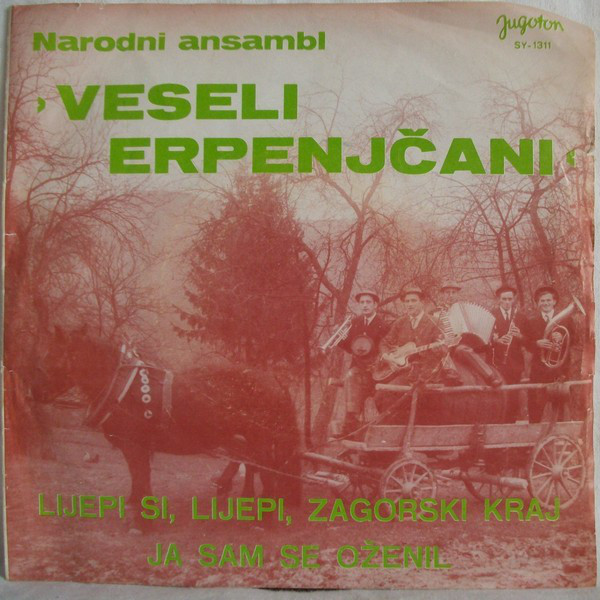 Jugoton
SY-1311
Narodni ansambl
›VESELI
ERPENJČANI‹
LIJEPI SI, LIJEPI, ZAGORSKI KRAJ
JA SAM SE OŽENIL